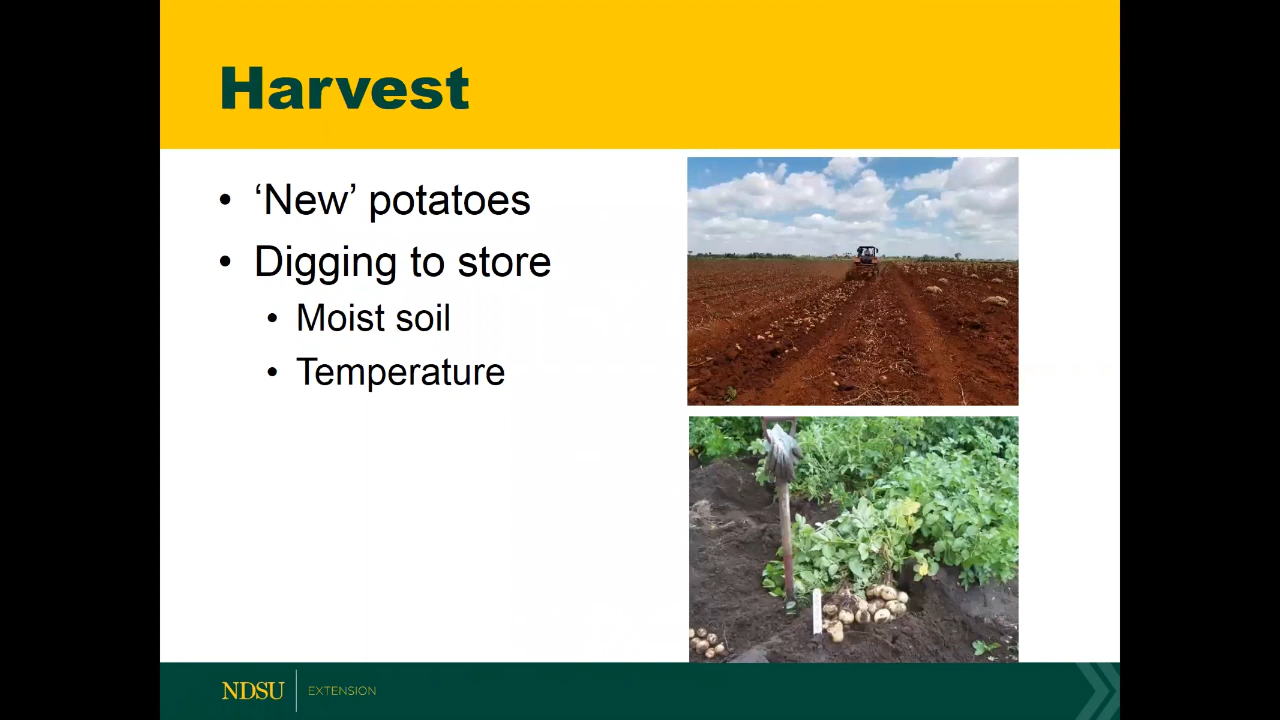 Harvest
• ‘New’ potatoes
• Digging to store
• Moist soil
• Temperature
NDSU EXTENSION